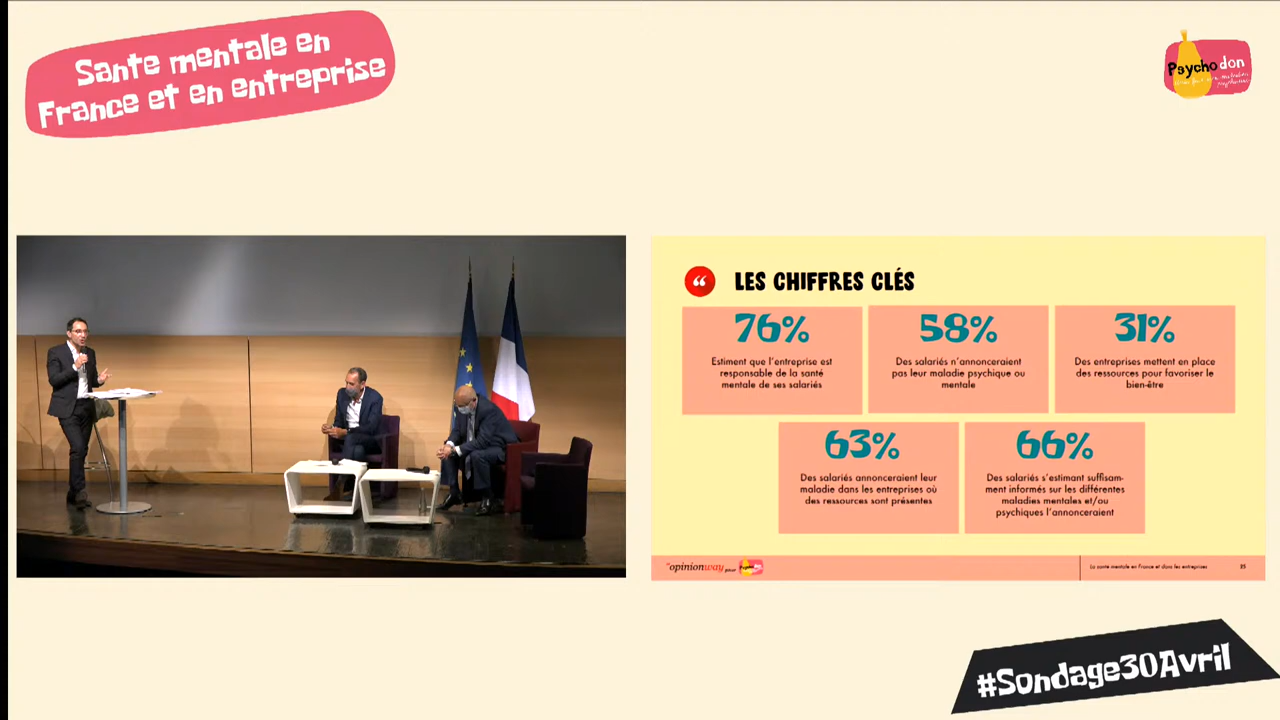 Sante mentale en
France et en entreprise
Psychodon
LES CHIFFRES CLÉS
76%
Estiment que l'entreprise est
responsable de la santé
mentale de ses salariés
58%
Des salariés n'annonceraient
pas leur maladie psychique ou
mentale
31%
Des entreprises mettent en place
des ressources pour favoriser le
bien-être
63%
Des salariés annonceraient leur
maladie dans les entreprises où
des ressources sont présentes
66%
Des salariés s'estimant suffisam-
ment informés sur les différentes
maladies mentales et/ou
psychiques l'annonceraient
"opinionway pour
La santé mentale en France et dans les entreprises
25
#Sondage30Avril